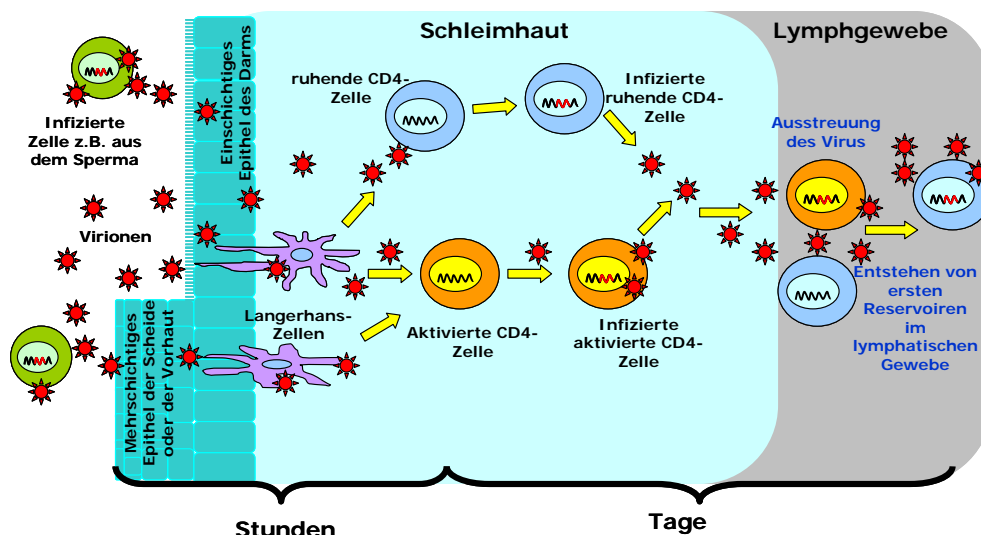 Schleimhaut
Lymphgewebe
Infizierte
Zelle z.B. aus
dem Sperma
Einschichtiges
Epithel des Darms
ruhende CD4-
Zelle
Infizierte
ruhende CD4-
Zelle
Ausstreuung
des Virus
Virionen
Langerhans-
Zellen
Aktivierte CD4-
Zelle
Infizierte
aktivierte CD4-
Zelle
Entstehen von
ersten
Reservoiren
im
lymphatischen
Gewebe
Mehrschichtiges
Epithel der Scheide
oder der Vorhaut
Stunden
Tage